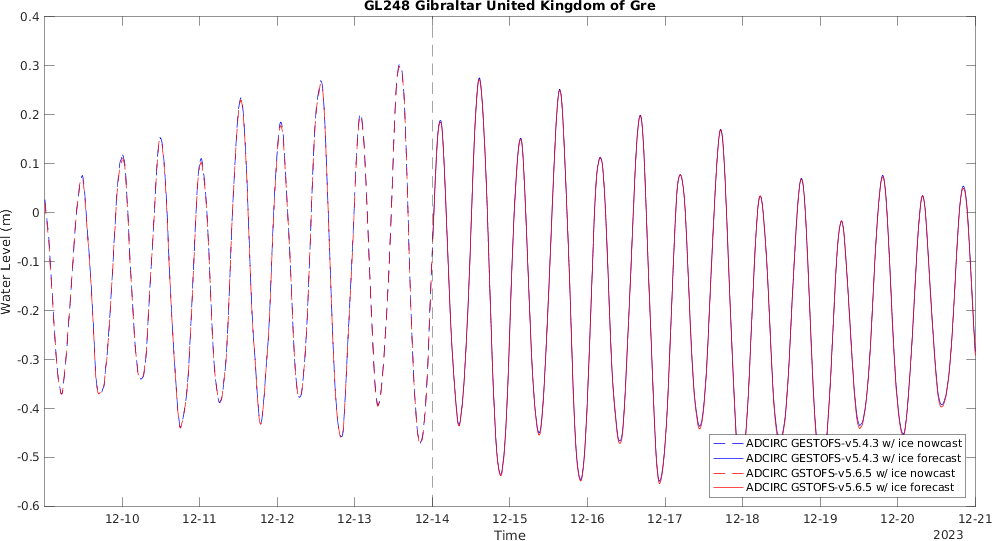 GL248 Gibraltar United Kingdom of Gre
0.4
0.3
0.2
0.1
0
-0.1
-0.2
-0.3
-0.4
-0.5
-0.6
Water Level (m)
12-10 12-11 12-12 12-13 12-14 12-15 12-16 12-17 12-18 12-19 12-20 12-21
Time
2023
ADCIRC GESTOFS-v5.4.3 w/ ice nowcast
ADCIRC GESTOFS-v5.4.3 w/ ice forecast
ADCIRC GSTOFS-v5.6.5 w/ ice nowcast
ADCIRC GSTOFS-v5.6.5 w/ ice forecast